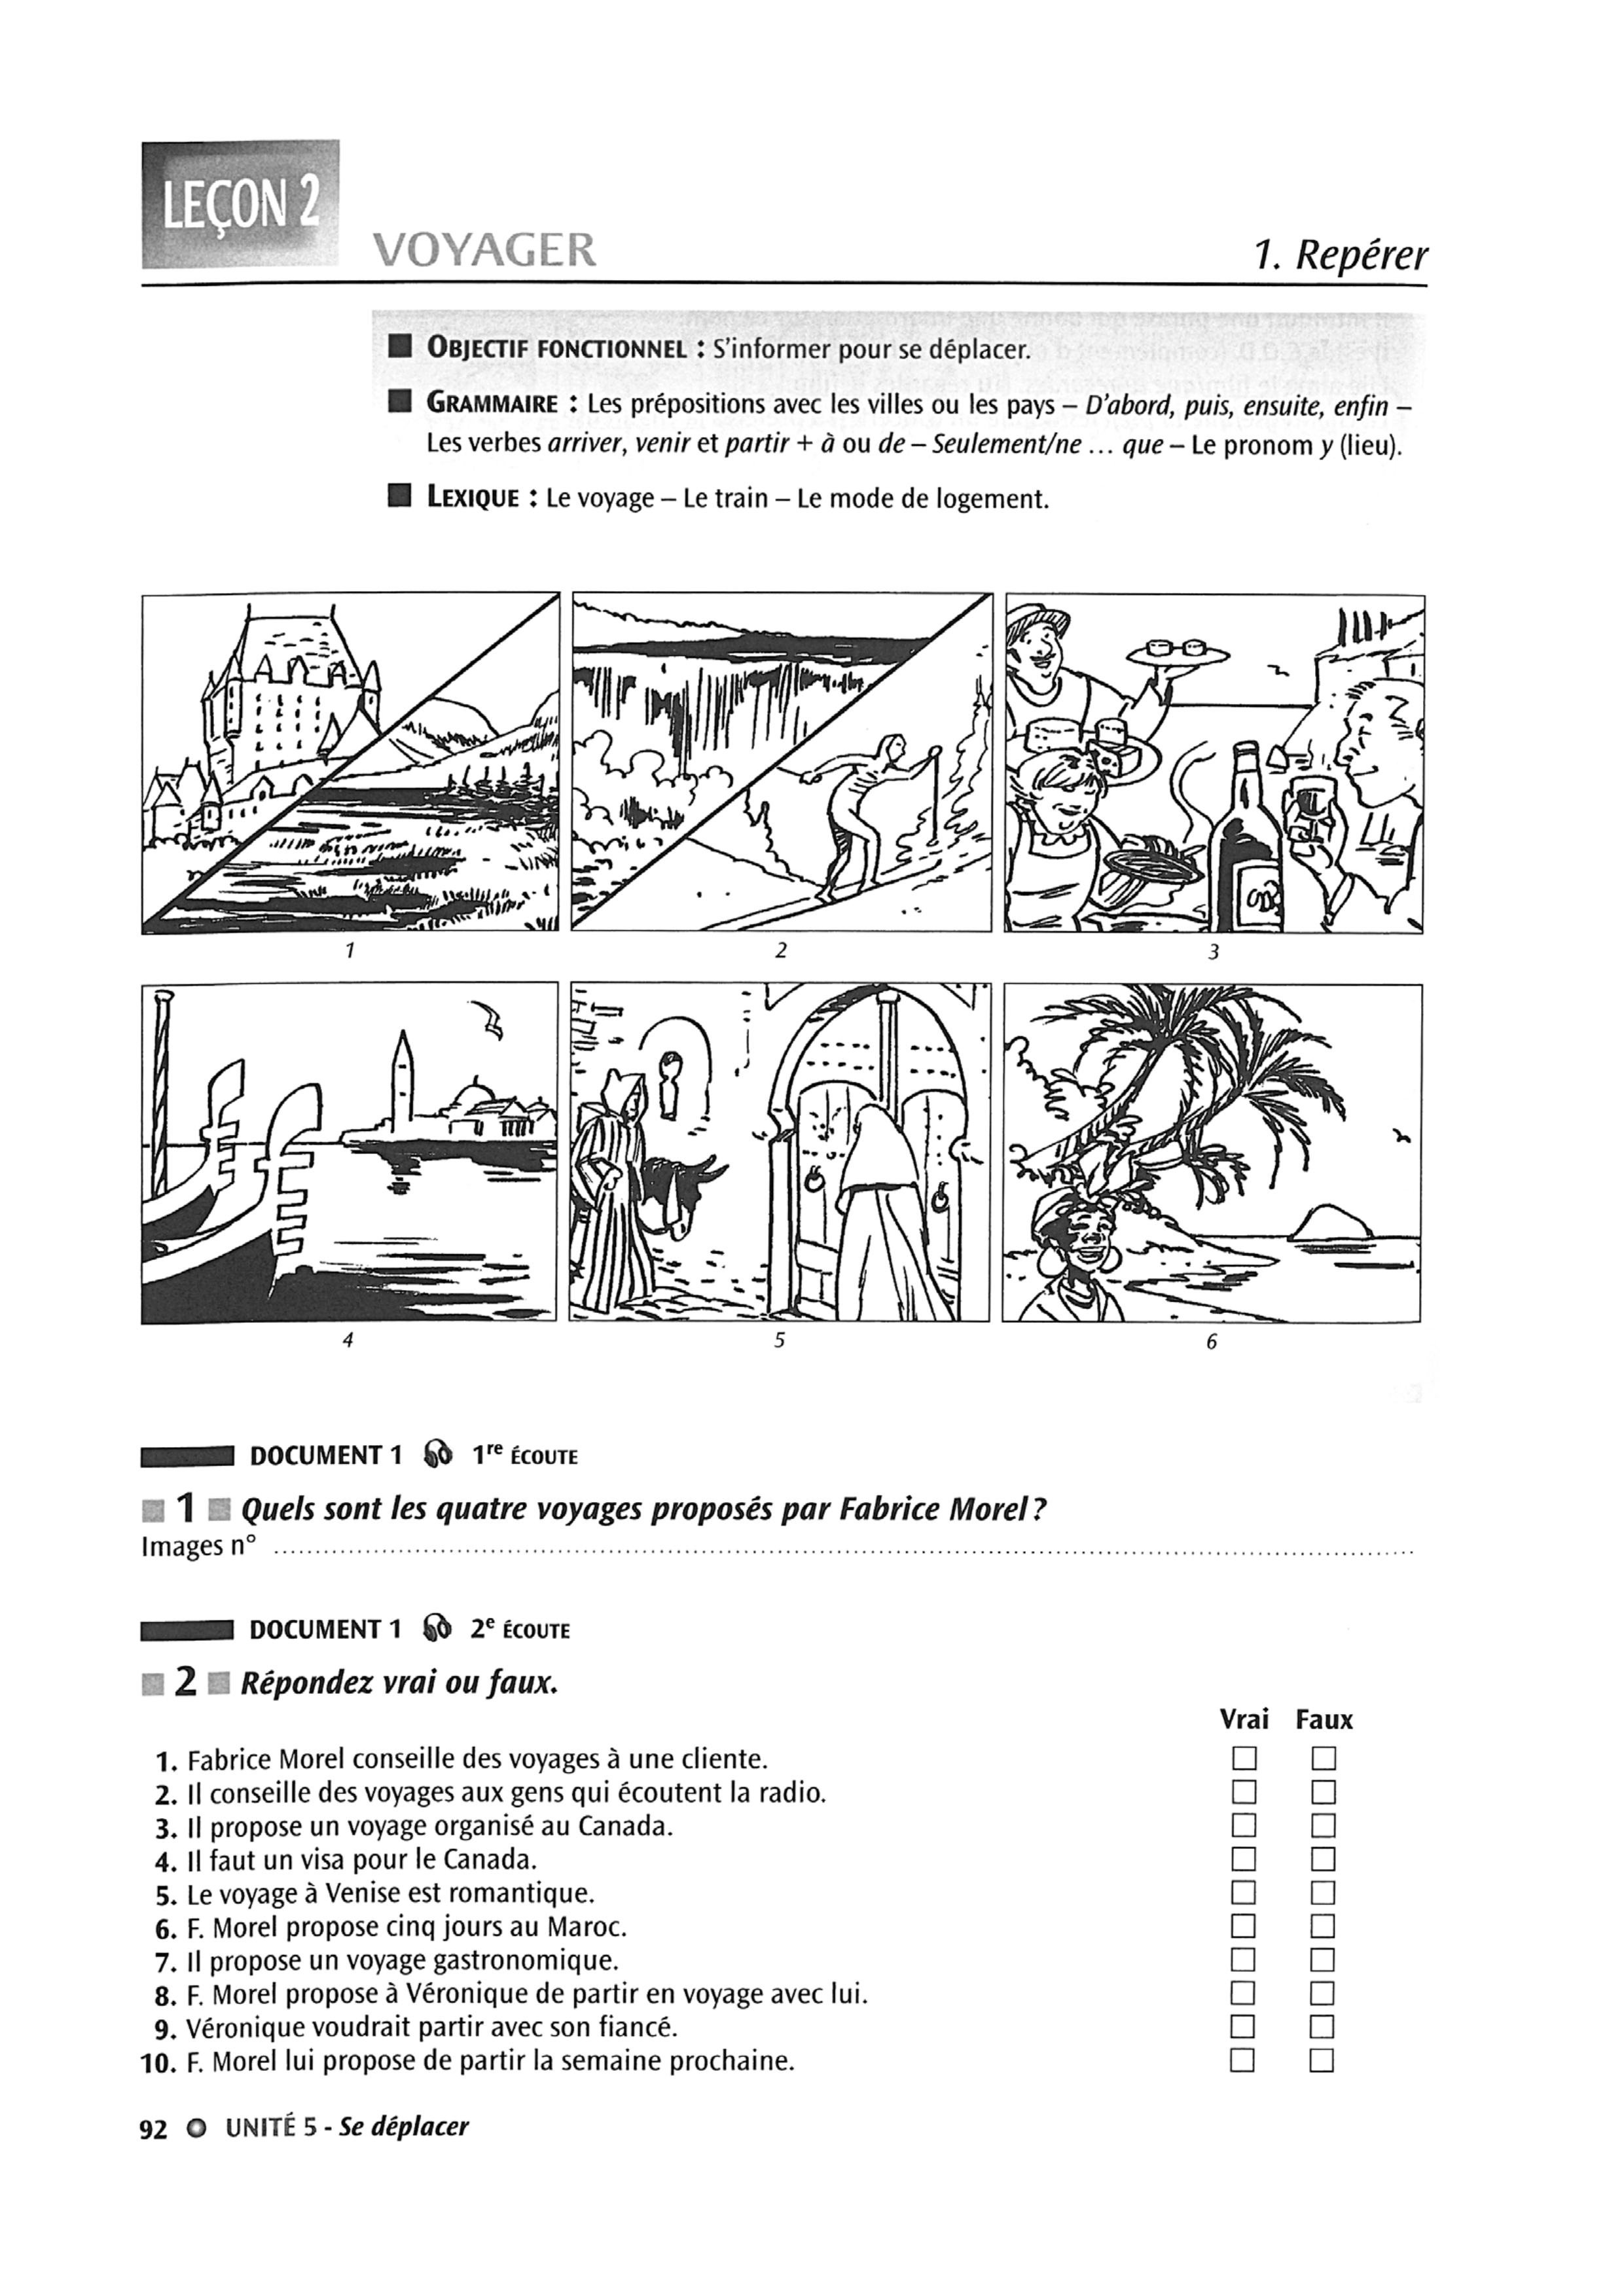 LEÇON 2
VOYAGER
1. Repérer
■ OBJECTIF FONCTIONNEL : S'informer pour se déplacer.
■ GRAMMAIRE : Les prépositions avec les villes ou les pays – D'abord, puis, ensuite, enfin –
Les verbes arriver, venir et partir + à ou de – Seulement/ne ... que – Le pronom y (lieu).
■ LEXIQUE : Le voyage – Le train – Le mode de logement.
1
2
3
4
5
6
DOCUMENT 1 1re ÉCOUTE
1 Quels sont les quatre voyages proposés par Fabrice Morel ?
Images n° ..........
DOCUMENT 1 2e ÉCOUTE
2 Répondez vrai ou faux.
Vrai Faux
1. Fabrice Morel conseille des voyages à une cliente. □ □
2. Il conseille des voyages aux gens qui écoutent la radio. □ □
3. Il propose un voyage organisé au Canada. □ □
4. Il faut un visa pour le Canada. □ □
5. Le voyage à Venise est romantique. □ □
6. F. Morel propose cinq jours au Maroc. □ □
7. Il propose un voyage gastronomique. □ □
8. F. Morel propose à Véronique de partir en voyage avec lui. □ □
9. Véronique voudrait partir avec son fiancé. □ □
10. F. Morel lui propose de partir la semaine prochaine. □ □
92 UNITÉ 5 - Se déplacer